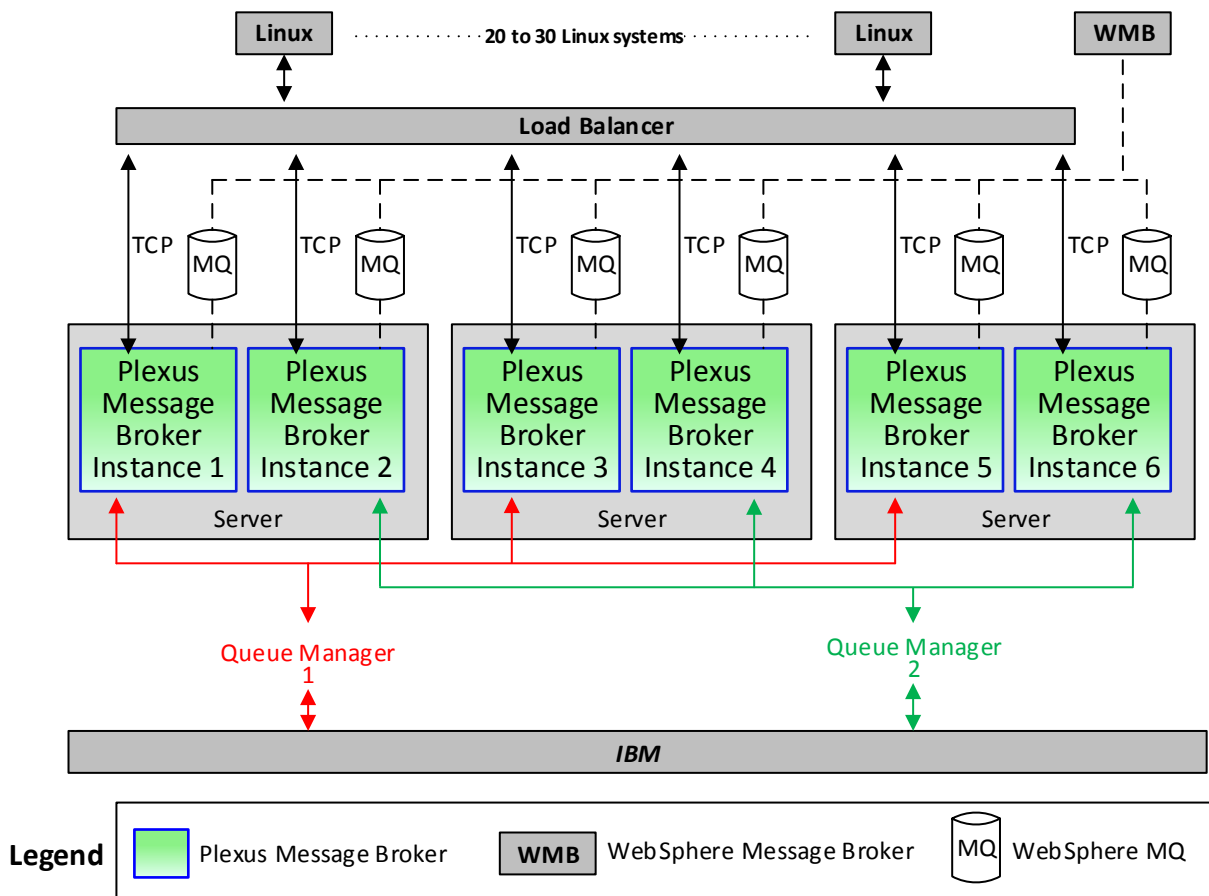 Linux
20 to 30 Linux systems
Linux
WMB
Load Balancer
TCP
MQ
TCP
MQ
TCP
MQ
TCP
MQ
TCP
MQ
TCP
MQ
Plexus
Message
Broker
Instance 1
Plexus
Message
Broker
Instance 2
Server
Plexus
Message
Broker
Instance 3
Plexus
Message
Broker
Instance 4
Server
Plexus
Message
Broker
Instance 5
Plexus
Message
Broker
Instance 6
Server
Queue Manager
1
Queue Manager
2
IBM
Legend
Plexus Message Broker
WMB
WebSphere Message Broker
MQ
WebSphere MQ